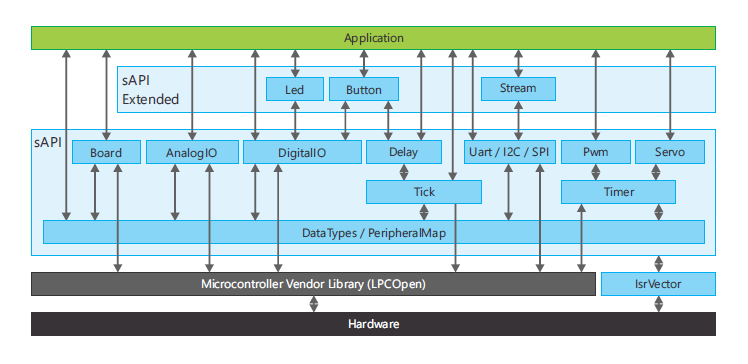 Application
sAPI
Extended
Led
Button
Stream
sAPI
Board
AnalogIO
DigitalIO
Delay
Uart / I2C / SPI
Pwm
Servo
Tick
Timer
DataTypes / PeripheralMap
Microcontroller Vendor Library (LPCOpen)
IsrVector
Hardware